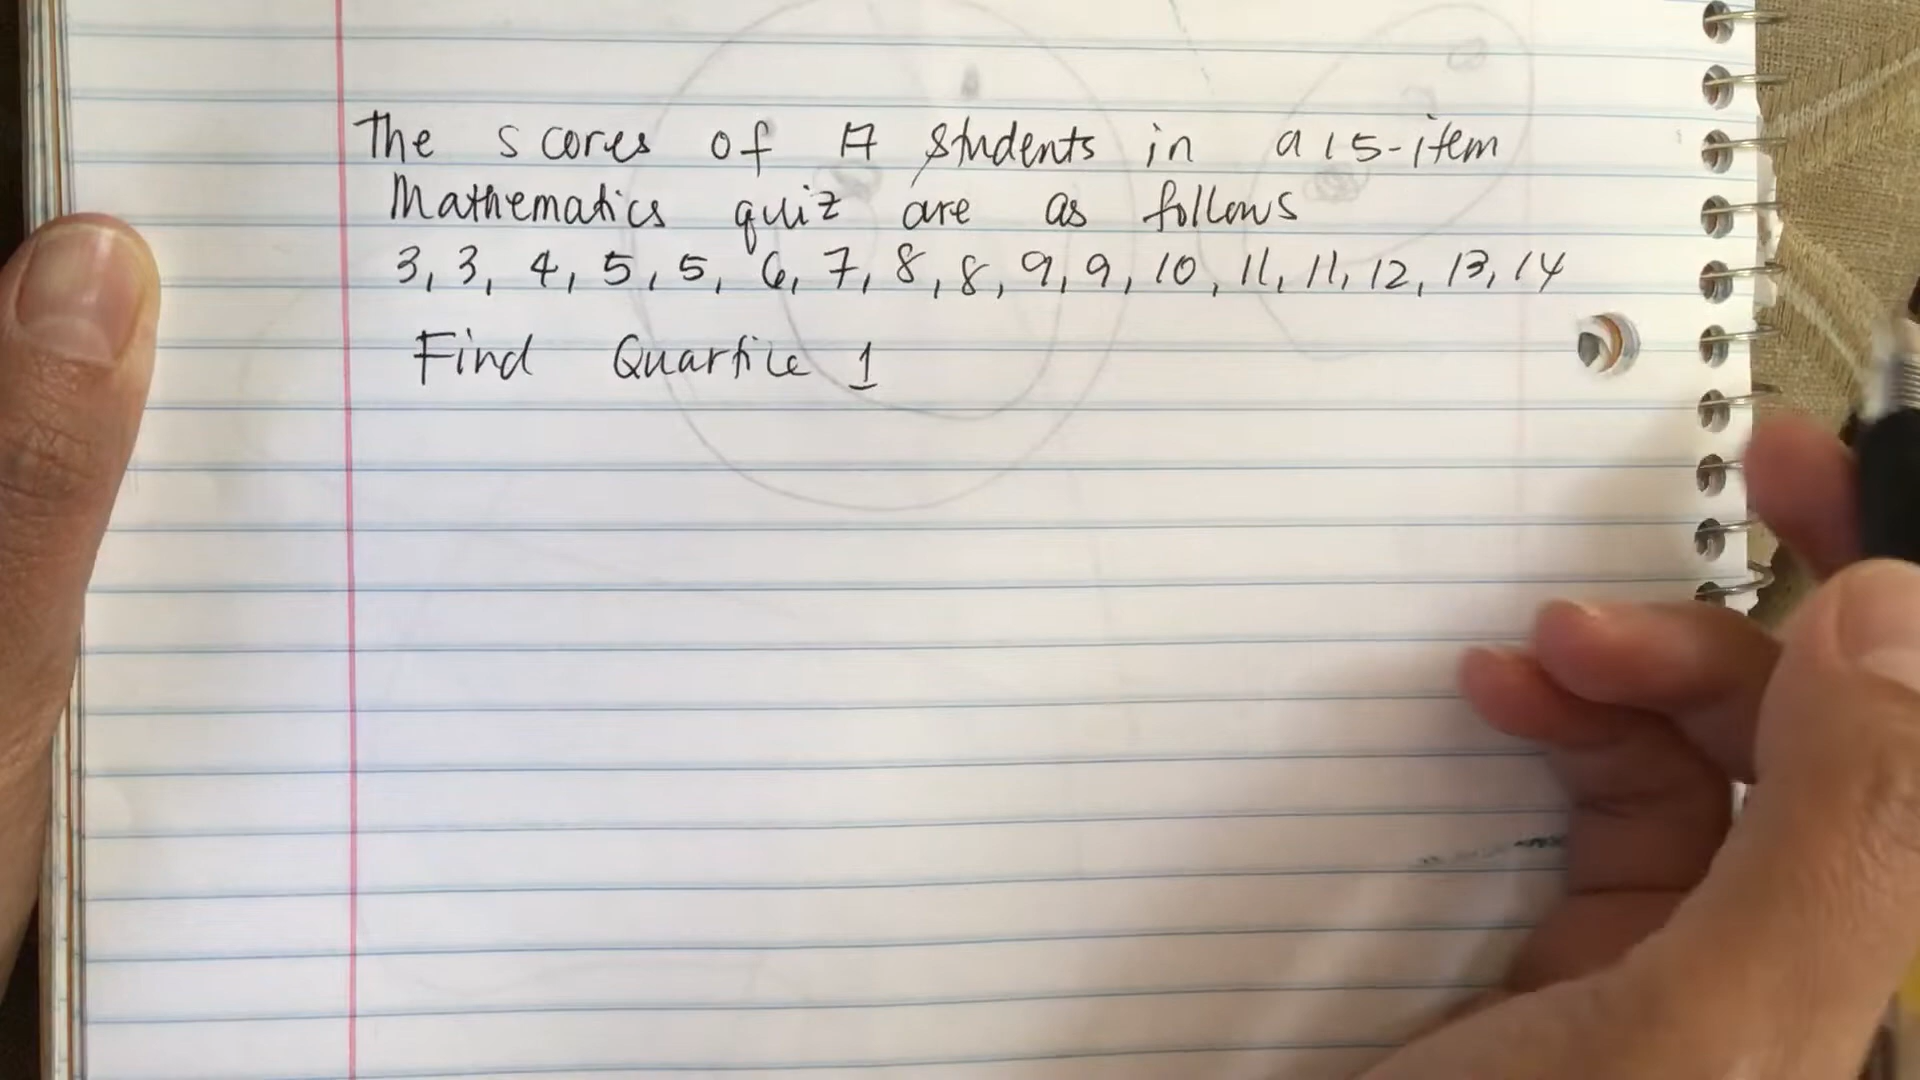 The scores of 17 students in a 15-item
Mathematics quiz are as follows
3, 3, 4, 5, 5, 6, 7, 8, 8, 9, 9, 10, 11, 11, 12, 13, 14
Find Quartile 1